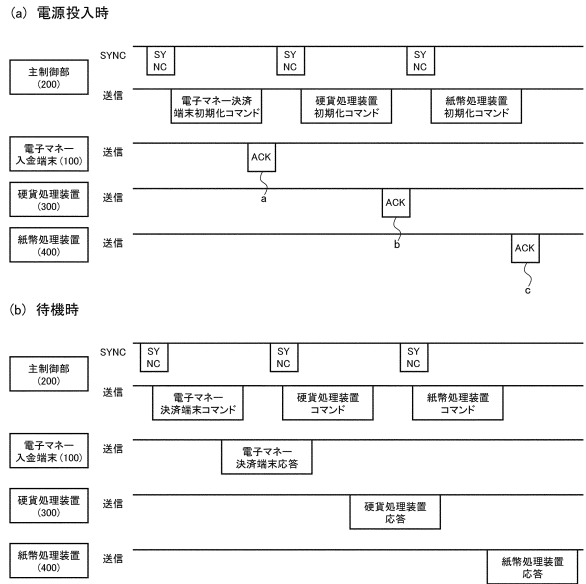 (a) 電源投入時
SYNC
SY
NC
SY
NC
SY
NC
主制御部
(200)
送信
電子マネー決済
端末初期化コマンド
硬貨処理装置
初期化コマンド
紙幣処理装置
初期化コマンド
電子マネー
入金端末(100)
送信
ACK
a
硬貨処理装置
(300)
送信
ACK
b
紙幣処理装置
(400)
送信
ACK
c
(b) 待機時
SYNC
SY
NC
SY
NC
SY
NC
主制御部
(200)
送信
電子マネー
決済端末コマンド
硬貨処理装置
コマンド
紙幣処理装置
コマンド
電子マネー
入金端末(100)
送信
電子マネー
決済端末応答
硬貨処理装置
(300)
送信
硬貨処理装置
応答
紙幣処理装置
(400)
送信
紙幣処理装置
応答